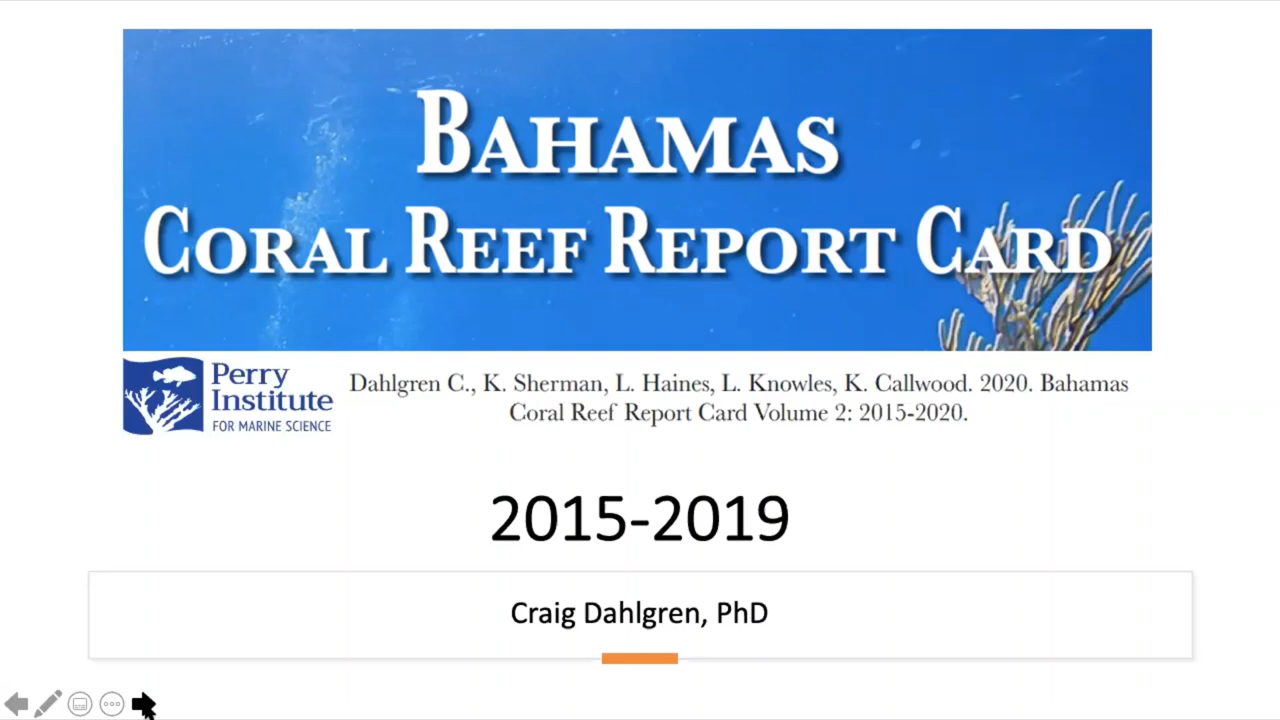 BAHAMAS
CORAL REEF REPORT CARD
Perry
Institute
FOR MARINE SCIENCE
Dahlgren C., K. Sherman, L. Haines, L. Knowles, K. Callwood. 2020. Bahamas
Coral Reef Report Card Volume 2: 2015-2020.
2015-2019
Craig Dahlgren, PhD